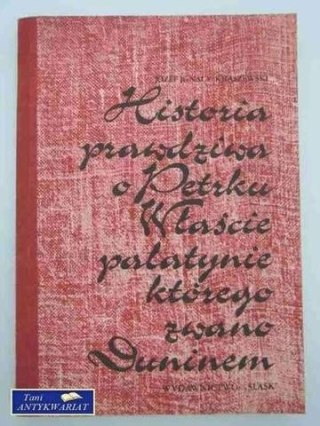 JÓZEF IGNACY KRASZEWSKI
Historia
prawdziwa
o Petrku
Właście
palatynie
którego
zwano
Duninem
WYDAWNICTWO „ŚLĄSK”
Tani
ANTYKWARIAT